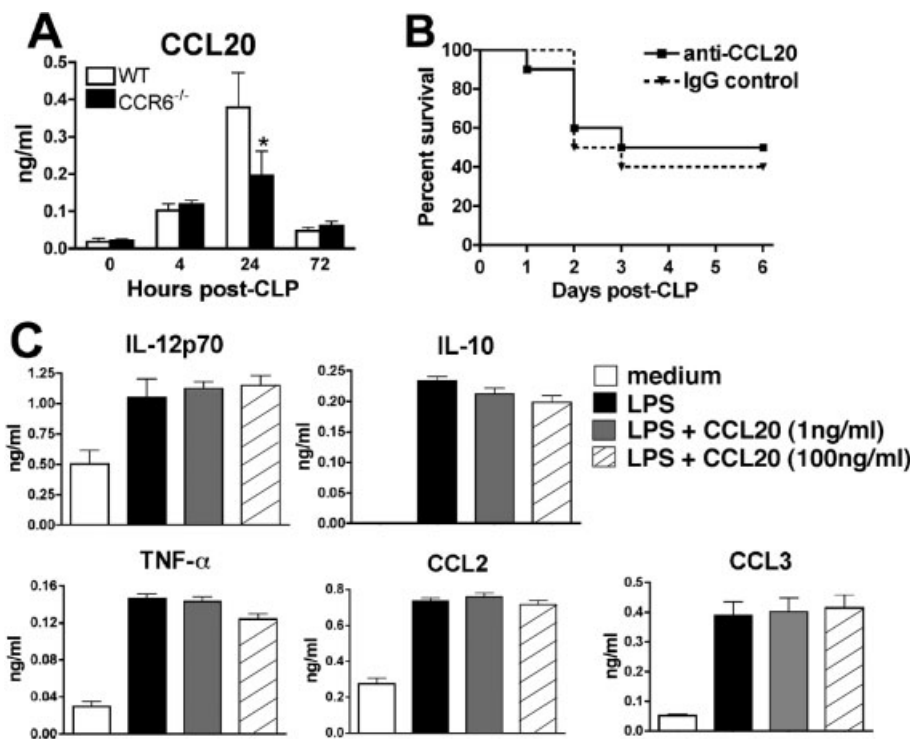 A
CCL20
WT
CCR6-/-
*
ng/ml
0.5
0.4
0.3
0.2
0.1
0.0
0 4 24 72
Hours post-CLP
B
anti-CCL20
IgG control
Percent survival
100
80
60
40
20
0
0 1 2 3 4 5 6
Days post-CLP
C
IL-12p70
ng/ml
1.25
1.00
0.75
0.50
0.25
0.00
IL-10
ng/ml
0.25
0.20
0.15
0.10
0.05
0.00
medium
LPS
LPS + CCL20 (1ng/ml)
LPS + CCL20 (100ng/ml)
TNF-α
ng/ml
0.16
0.12
0.08
0.04
0.00
CCL2
ng/ml
0.8
0.6
0.4
0.2
0.0
CCL3
ng/ml
0.5
0.4
0.3
0.2
0.1
0.0